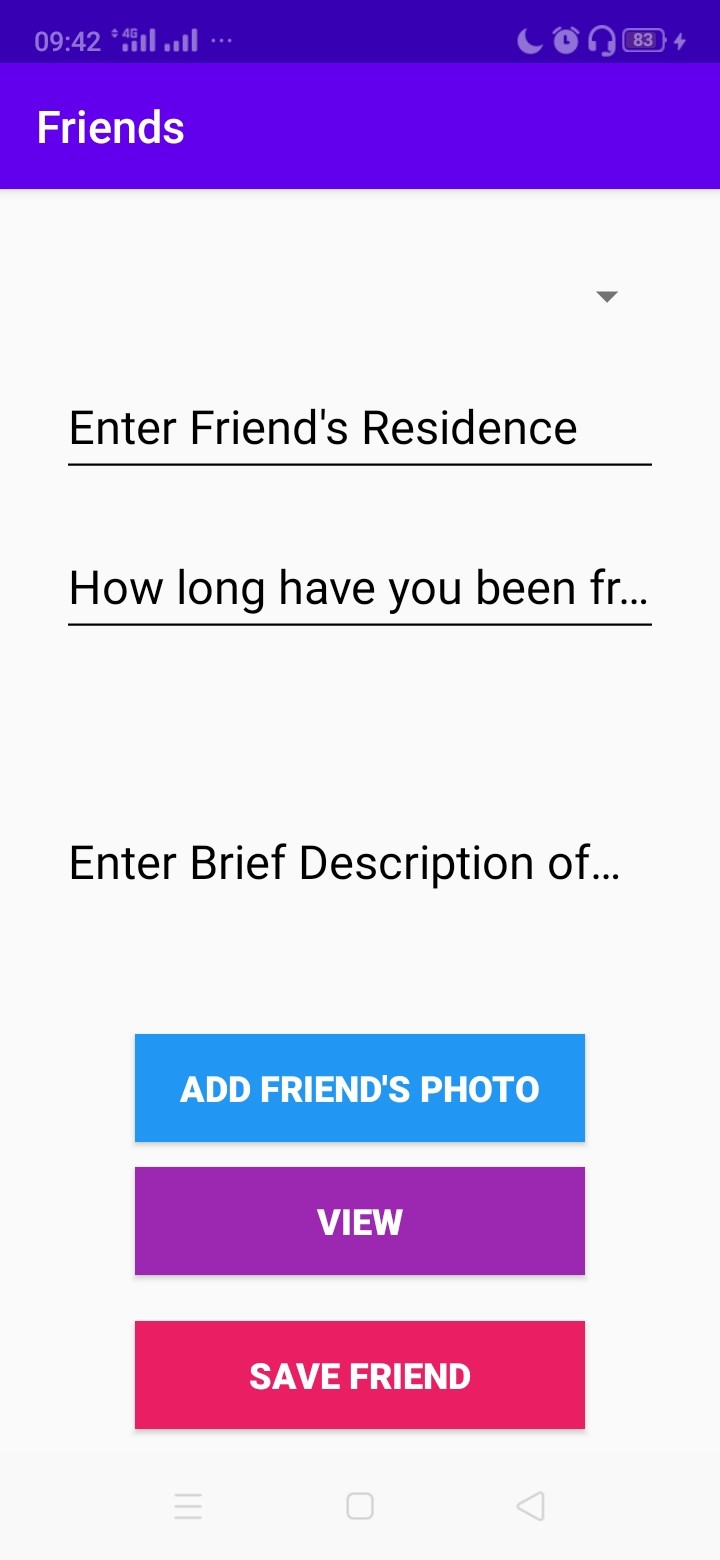 09:42 4G ... 83
Friends
Enter Friend's Residence
How long have you been fr...
Enter Brief Description of...
ADD FRIEND'S PHOTO
VIEW
SAVE FRIEND